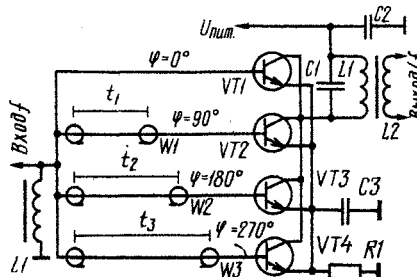 Uпит.
C2
φ=0°
VT1
C1
L1
Выход f
L2
t₁
φ=90°
W1
VT2
Вход f
t₂
φ=180°
W2
VT3
C3
L1
t₃
φ=270°
W3
VT4
R1